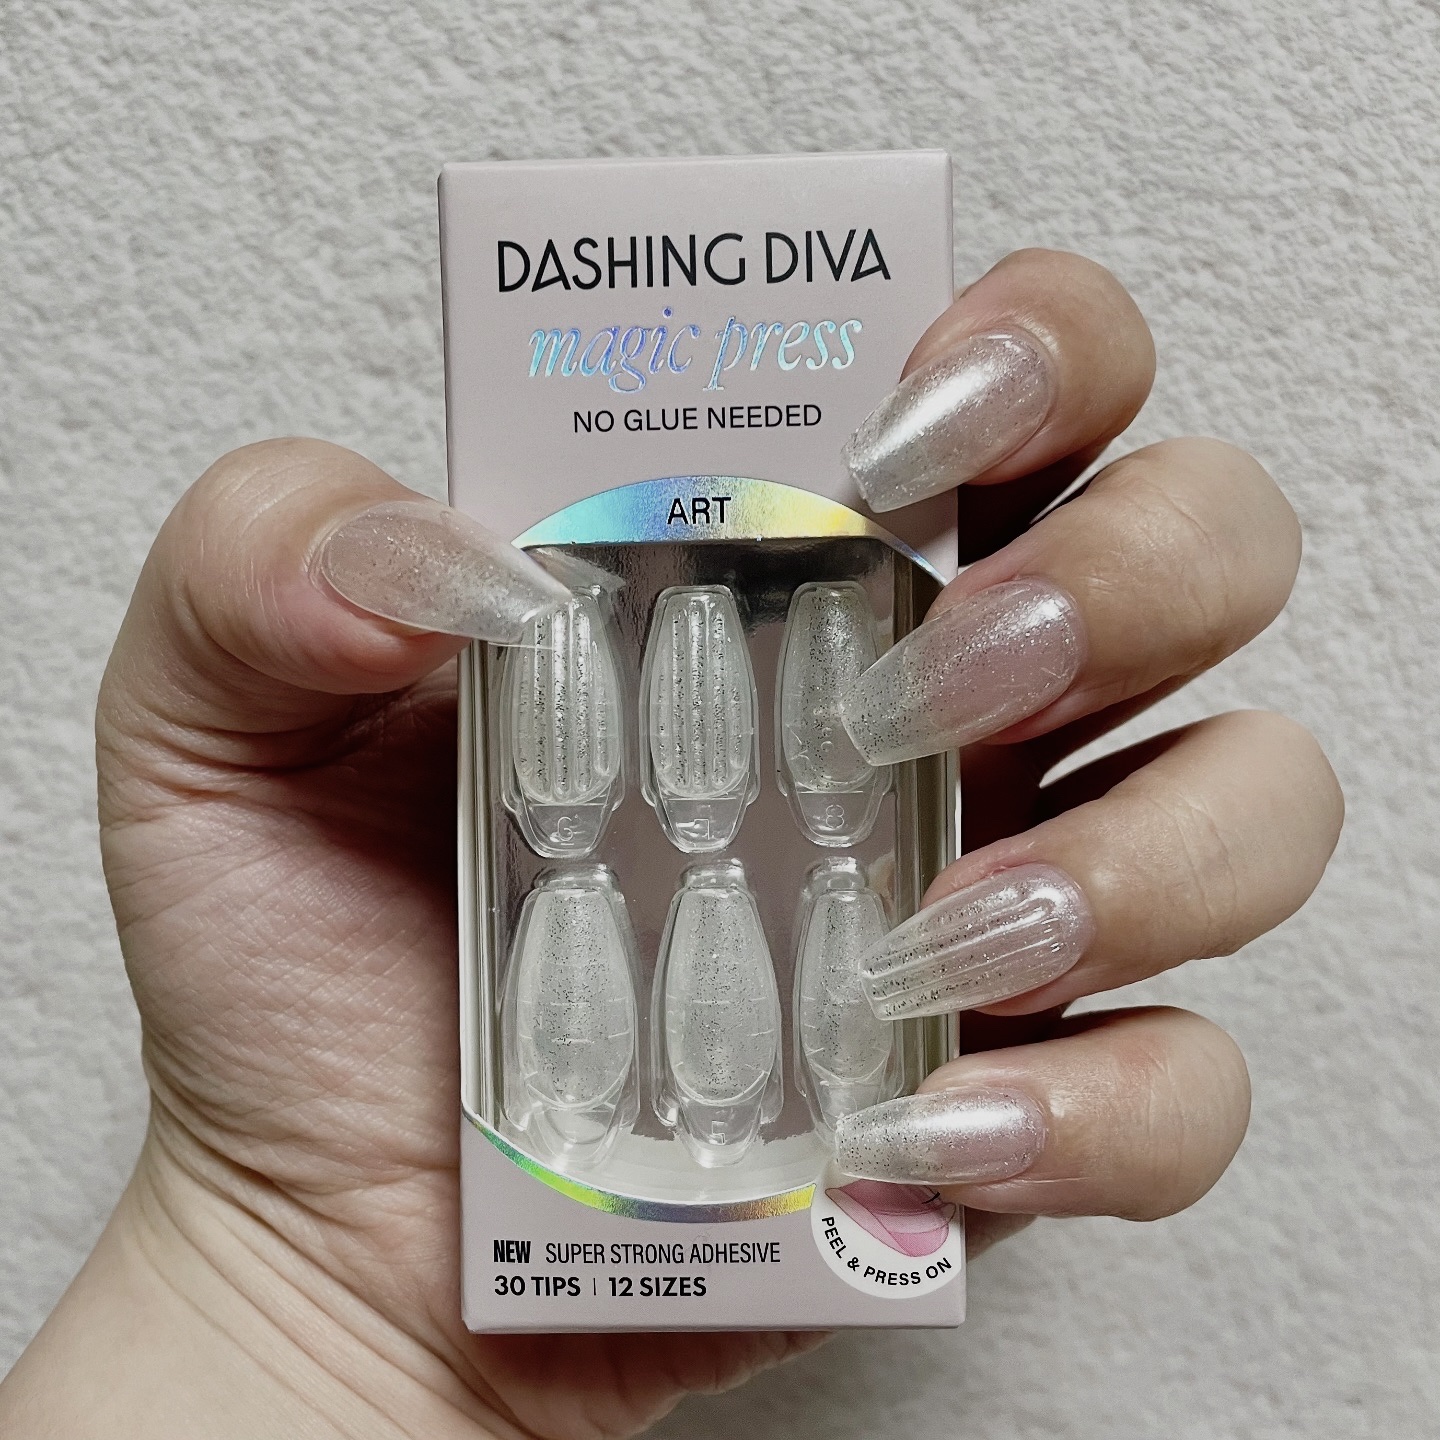 DASHING DIVA
magic press
NO GLUE NEEDED
ART
8
NEW SUPER STRONG ADHESIVE
30 TIPS | 12 SIZES
PEEL & PRESS ON